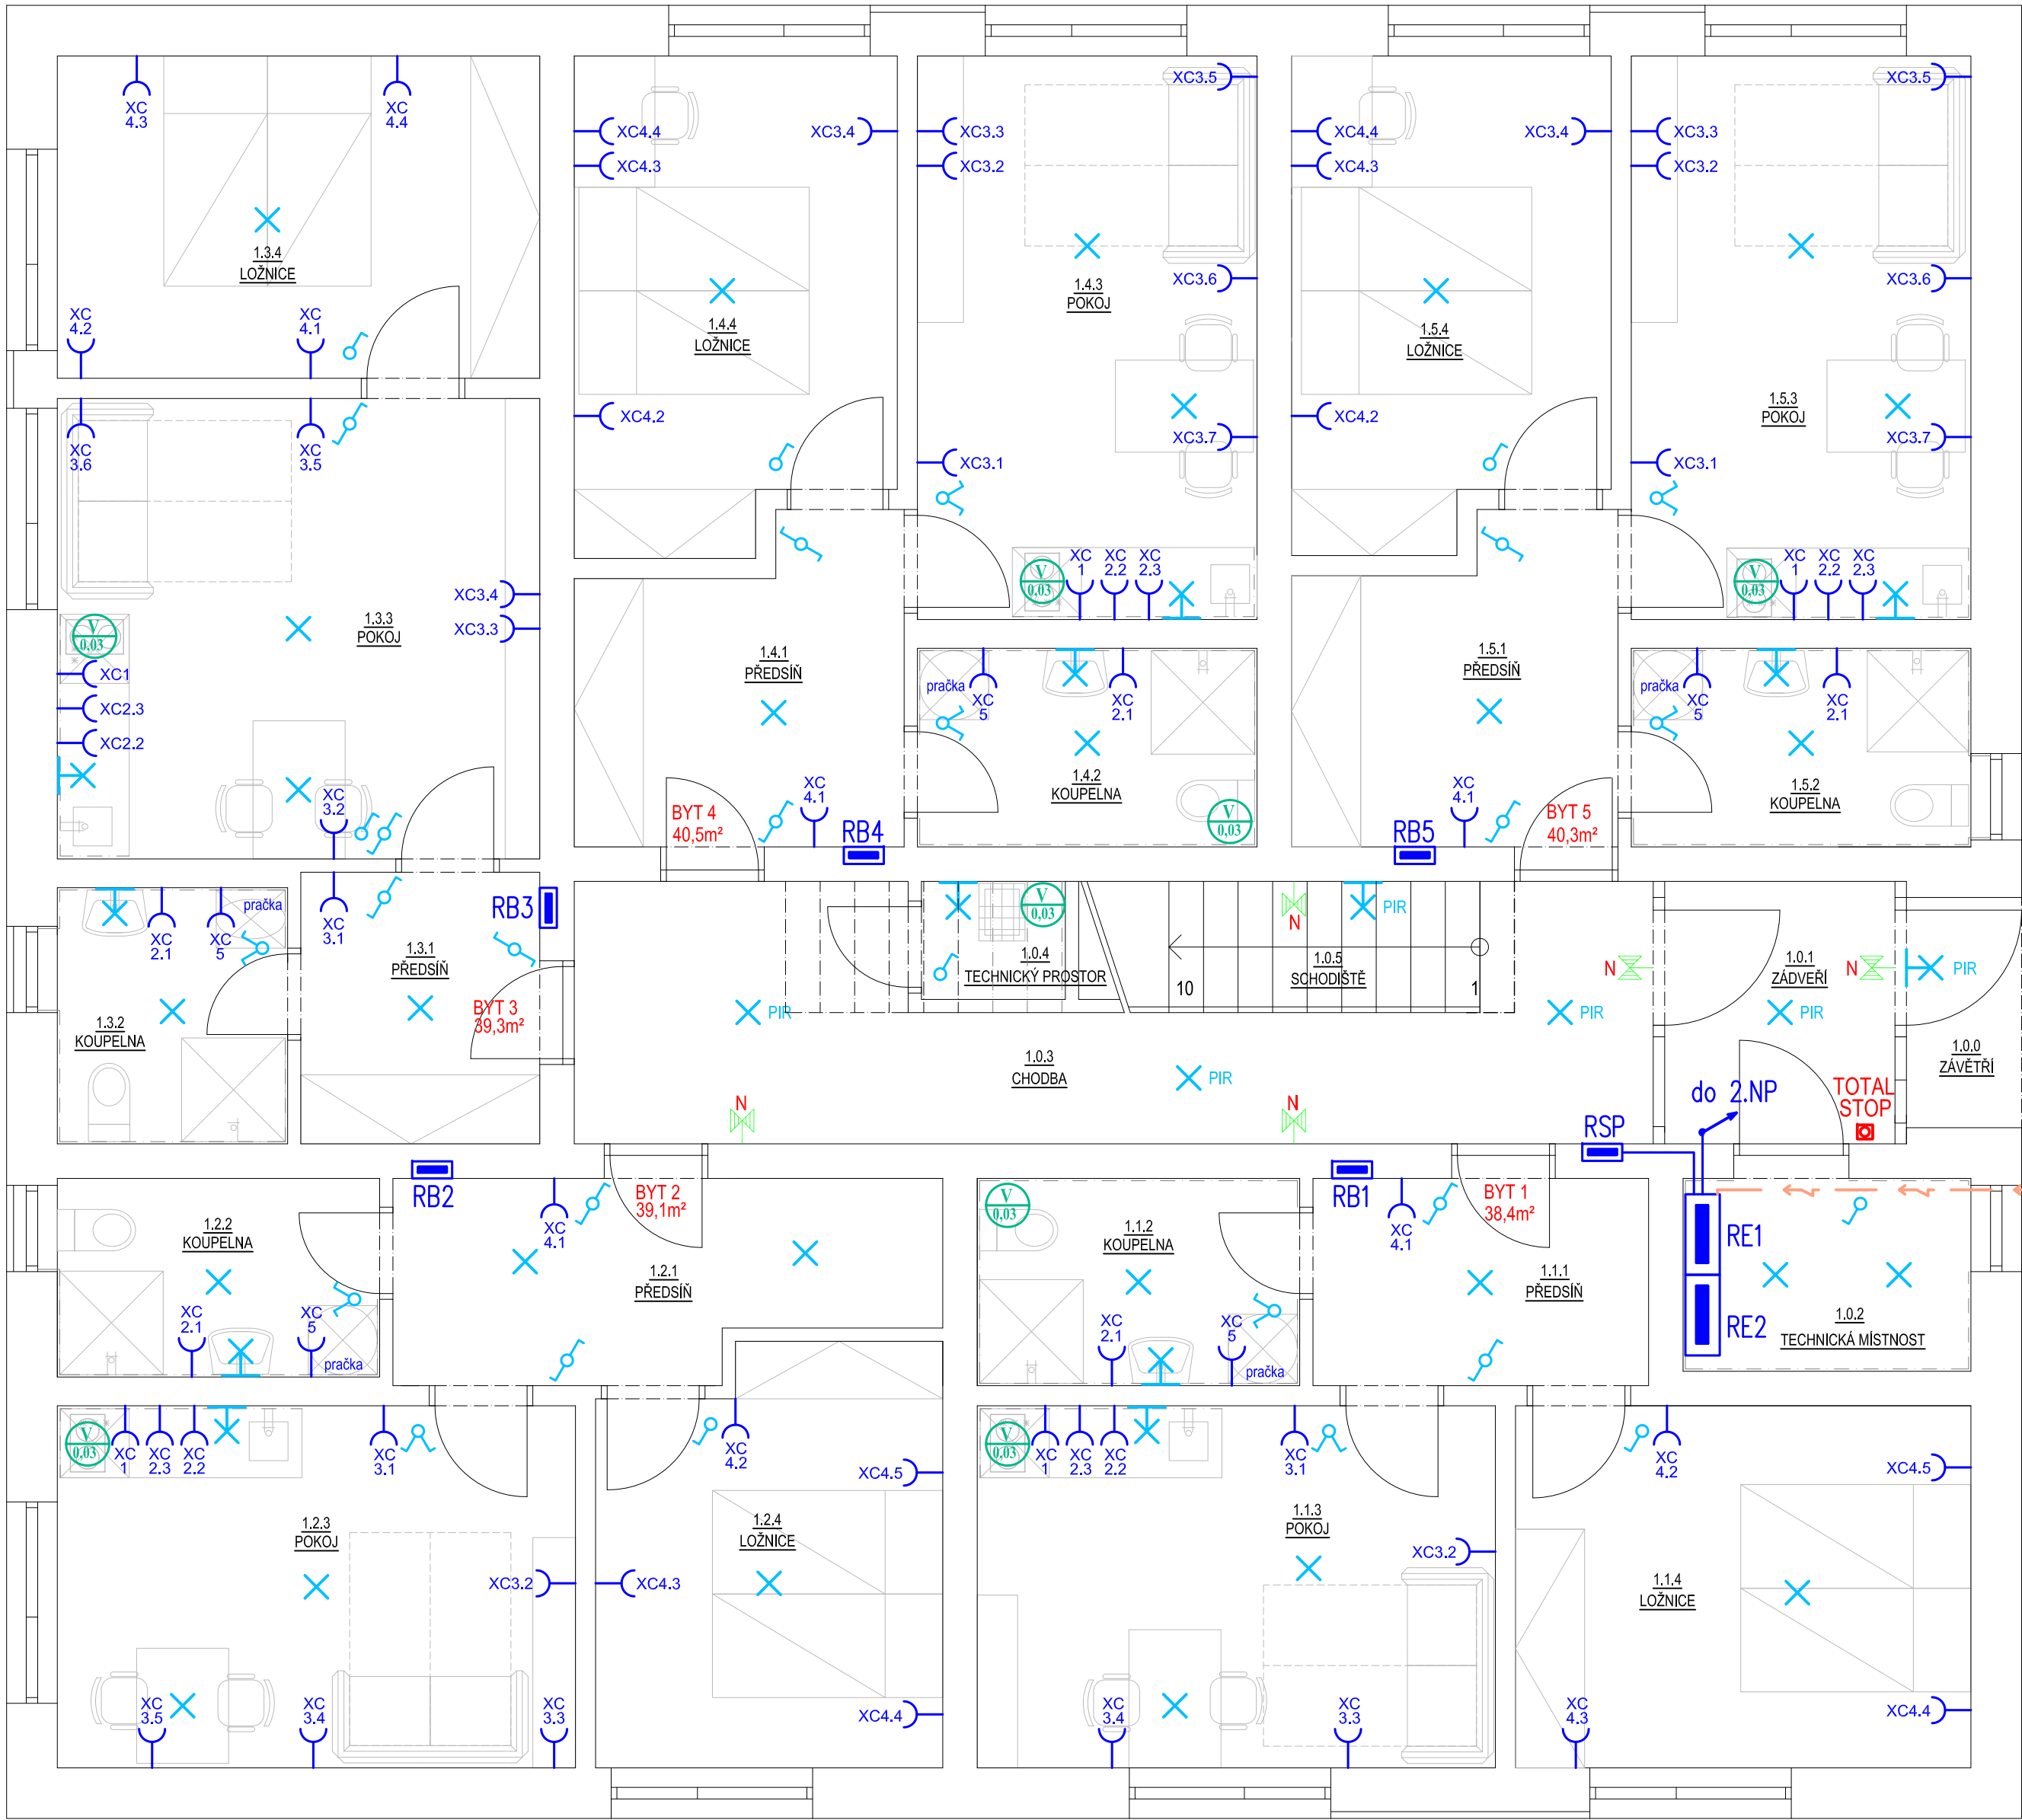 XC
4.3
XC
4.4
1.3.4
LOŽNICE
XC
4.2
XC
4.1
XC4.4
XC4.3
XC3.4
1.4.4
LOŽNICE
XC4.2
XC3.5
XC3.3
XC3.2
1.4.3
POKOJ
XC3.6
XC3.7
XC3.1
XC
1
XC
2.2
XC
2.3
V
0,03
XC4.4
XC4.3
XC3.4
1.5.4
LOŽNICE
XC4.2
XC3.5
XC3.3
XC3.2
XC3.6
1.5.3
POKOJ
XC3.7
XC3.1
XC
1
XC
2.2
XC
2.3
V
0,03
XC
3.6
XC
3.5
XC3.4
XC3.3
1.3.3
POKOJ
V
0,03
XC1
XC2.3
XC2.2
XC
3.2
1.4.1
PŘEDSÍŇ
XC
4.1
BYT 4
40,5m²
RB4
pračka
XC
5
XC
2.1
1.4.2
KOUPELNA
V
0,03
1.5.1
PŘEDSÍŇ
XC
4.1
RB5
BYT 5
40,3m²
pračka
XC
5
XC
2.1
1.5.2
KOUPELNA
XC
2.1
XC
5
pračka
1.3.2
KOUPELNA
XC
3.1
1.3.1
PŘEDSÍŇ
RB3
BYT 3
39,3m²
V
0,03
1.0.4
TECHNICKÝ PROSTOR
N
PIR
10
1.0.5
SCHODIŠTĚ
1
PIR
PIR
PIR
1.0.3
CHODBA
N
N
N
1.0.1
ZÁDVEŘÍ
N
PIR
PIR
1.0.0
ZÁVĚTŘÍ
do 2.NP
TOTAL
STOP
RSP
RE1
RE2
1.0.2
TECHNICKÁ MÍSTNOST
RB2
1.2.2
KOUPELNA
XC
2.1
XC
5
pračka
XC
4.1
BYT 2
39,1m²
1.2.1
PŘEDSÍŇ
V
0,03
1.1.2
KOUPELNA
XC
2.1
XC
5
pračka
RB1
XC
4.1
BYT 1
38,4m²
1.1.1
PŘEDSÍŇ
V
0,03
XC
1
XC
2.3
XC
2.2
XC
3.1
1.2.3
POKOJ
XC3.2
XC
3.5
XC
3.4
XC
3.3
XC
4.2
XC4.5
1.2.4
LOŽNICE
XC4.3
XC4.4
V
0,03
XC
1
XC
2.3
XC
2.2
XC
3.1
1.1.3
POKOJ
XC3.2
XC
3.4
XC
3.3
XC
4.2
XC4.5
1.1.4
LOŽNICE
XC
4.3
XC4.4